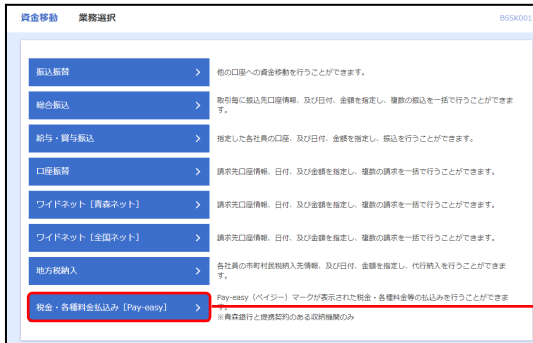 資金移動 業務選択 BSSK001
振込振替 他の口座への資金移動を行うことができます。
総合振込 取引毎に振込先口座情報、及び日付、金額を指定し、複数の振込を一括で行うことができま
す。
給与・賞与振込 指定した各社員の口座、及び日付、金額を指定し、振込を行うことができます。
口座振替 請求先口座情報、日付、及び金額を指定し、複数の請求を一括で行うことができます。
ワイドネット［青森ネット］ 請求先口座情報、日付、及び金額を指定し、複数の請求を一括で行うことができます。
ワイドネット［全国ネット］ 請求先口座情報、日付、及び金額を指定し、複数の請求を一括で行うことができます。
地方税納入 各社員の市町村民税納入先情報、及び日付、金額を指定し、代行納入を行うことができま
す。
税金・各種料金払込み［Pay-easy］ Pay-easy（ペイジー）マークが表示された税金・各種料金等の払込みを行うことができま
す。
※青森銀行と提携契約のある収納機関のみ